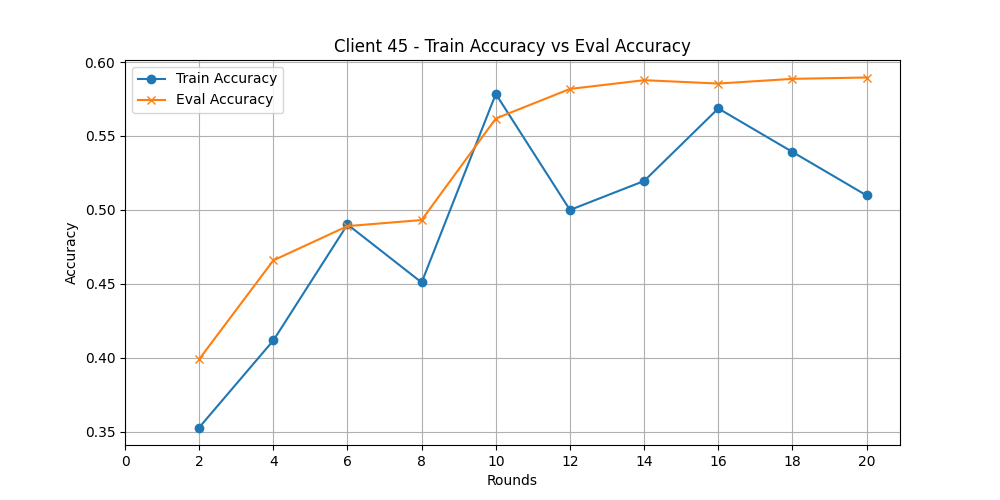 Client 45 - Train Accuracy vs Eval Accuracy
Train Accuracy
Eval Accuracy
Accuracy
0.60
0.55
0.50
0.45
0.40
0.35
0 2 4 6 8 10 12 14 16 18 20
Rounds